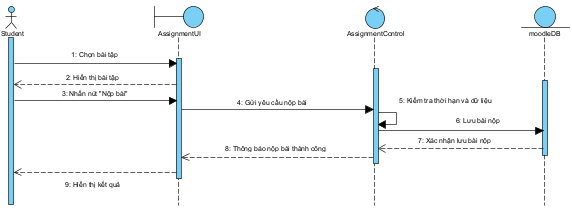 Student
AssignmentUI
AssignmentControl
moodleDB
1: Chọn bài tập
2: Hiển thị bài tập
3:Nhấn nút "Nộp bài"
4: Gửi yêu cầu nộp bài
5: Kiểm tra thời hạn và dữ liệu
6: Lưu bài nộp
7: Xác nhận lưu bài nộp
8: Thông báo nộp bài thành công
9: Hiển thị kết quả